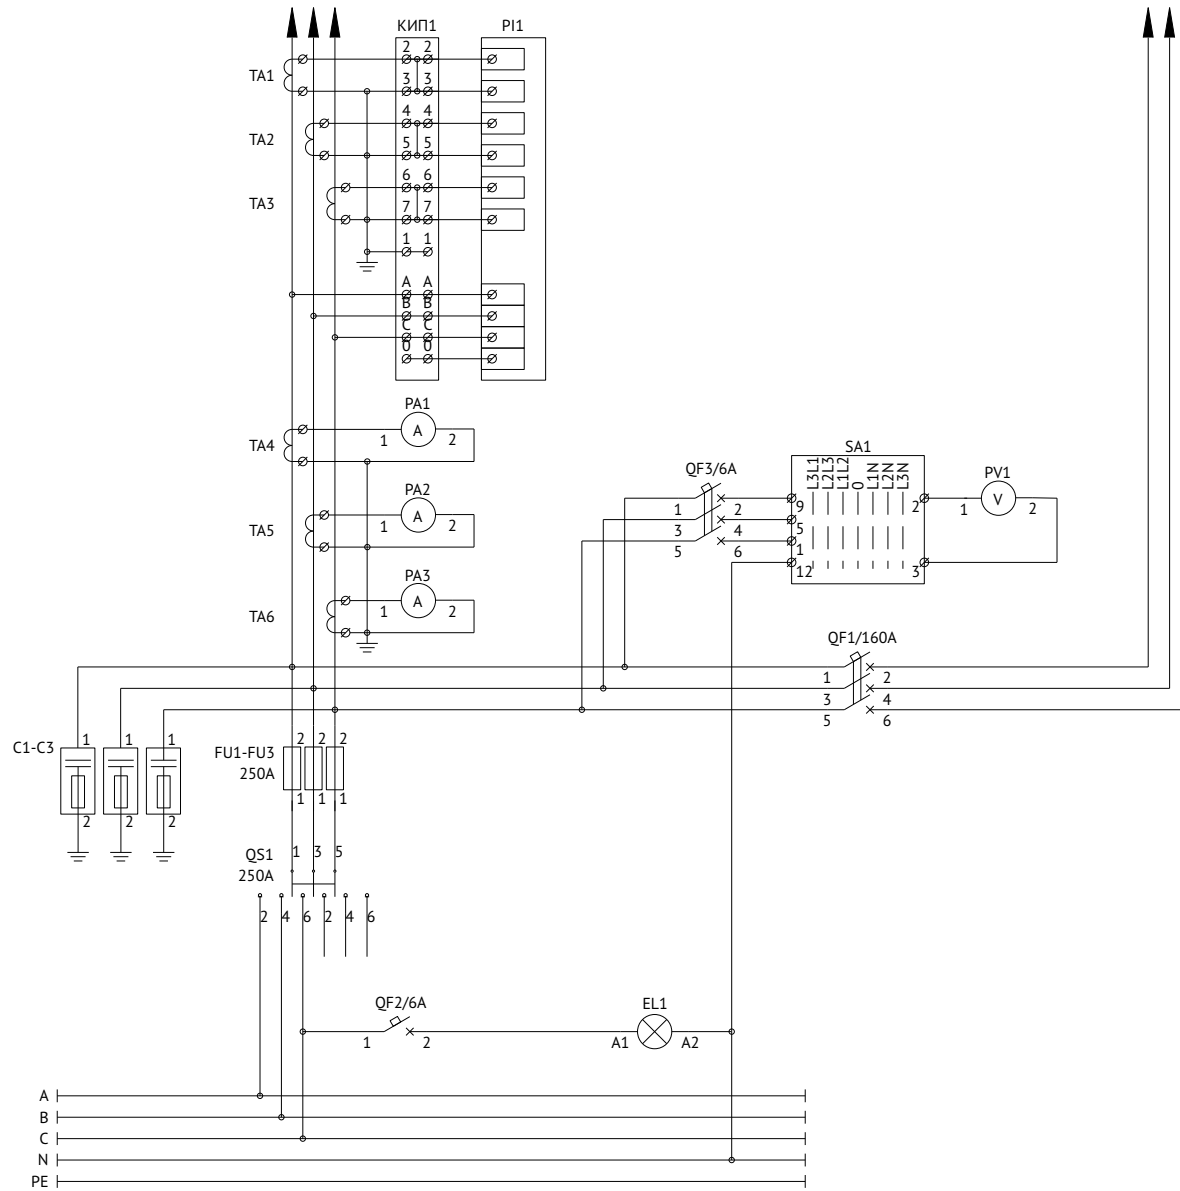 КИП1 PI1
2 2
TA1
3 3
4 4
TA2
5 5
6 6
TA3
7 7
1 1
A A
B B
C C
0 0
PA1
TA4 1 A 2
PA2
TA5 1 A 2
PA3
TA6 1 A 2
SA1
QF3/6A
L3L1 L2L3 L1L2 0 L1N L2N L3N
PV1
1 2 9 2 1 V 2
3 4 5
5 6 1
12 3
QF1/160A
1 2
3 4
5 6
C1-C3 1 1 1
2 2 2
FU1-FU3 2 2 2
250A
1 1 1
QS1 1 3 5
250A
2 4 6 2 4 6
QF2/6A EL1
1 2 A1 A2
A
B
C
N
PE